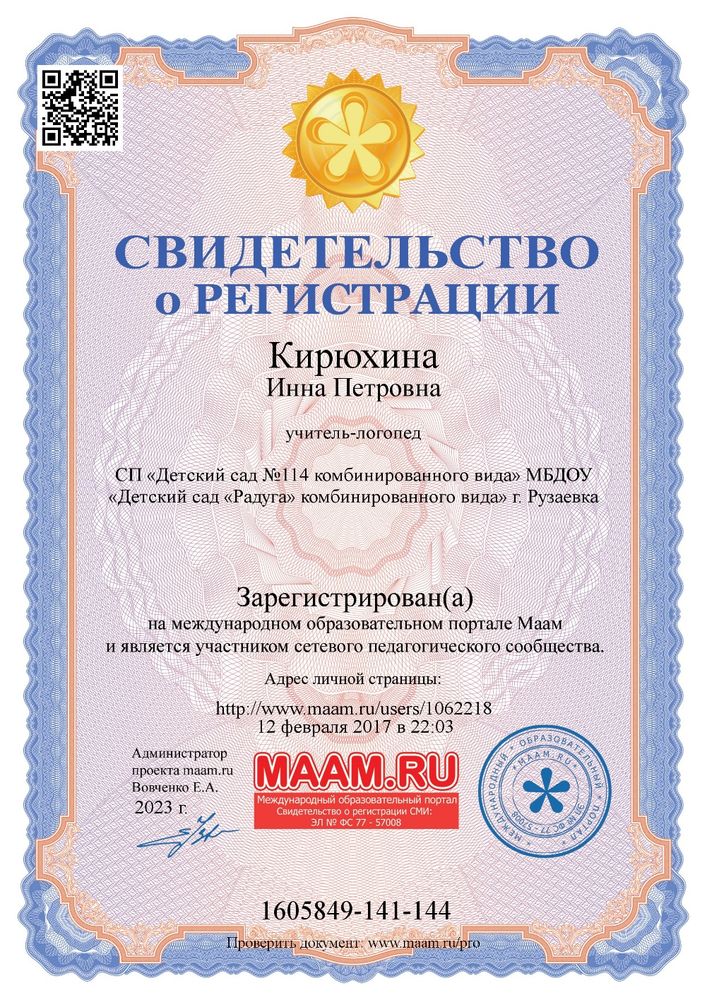 СВИДЕТЕЛЬСТВО
о РЕГИСТРАЦИИ
Кирюхина
Инна Петровна
учитель-логопед
СП «Детский сад №114 комбинированного вида» МБДОУ
«Детский сад «Радуга» комбинированного вида» г. Рузаевка
Зарегистрирован(а)
на международном образовательном портале Маам
и является участником сетевого педагогического сообщества.
Адрес личной страницы:
http://www.maam.ru/users/1062218
12 февраля 2017 в 22:03
Администратор
проекта maam.ru
Вовченко Е.А.
2023 г.
MAAM.RU
Международный образовательный портал
Свидетельство о регистрации СМИ:
ЭЛ № ФС 77 - 57008
* МЕЖДУНАРОДНЫЙ * ОБРАЗОВАТЕЛЬНЫЙ * ПОРТАЛ *
* MAAM.RU *
ЭЛ № ФС 77 - 57008
1605849-141-144
Проверить документ: www.maam.ru/pro